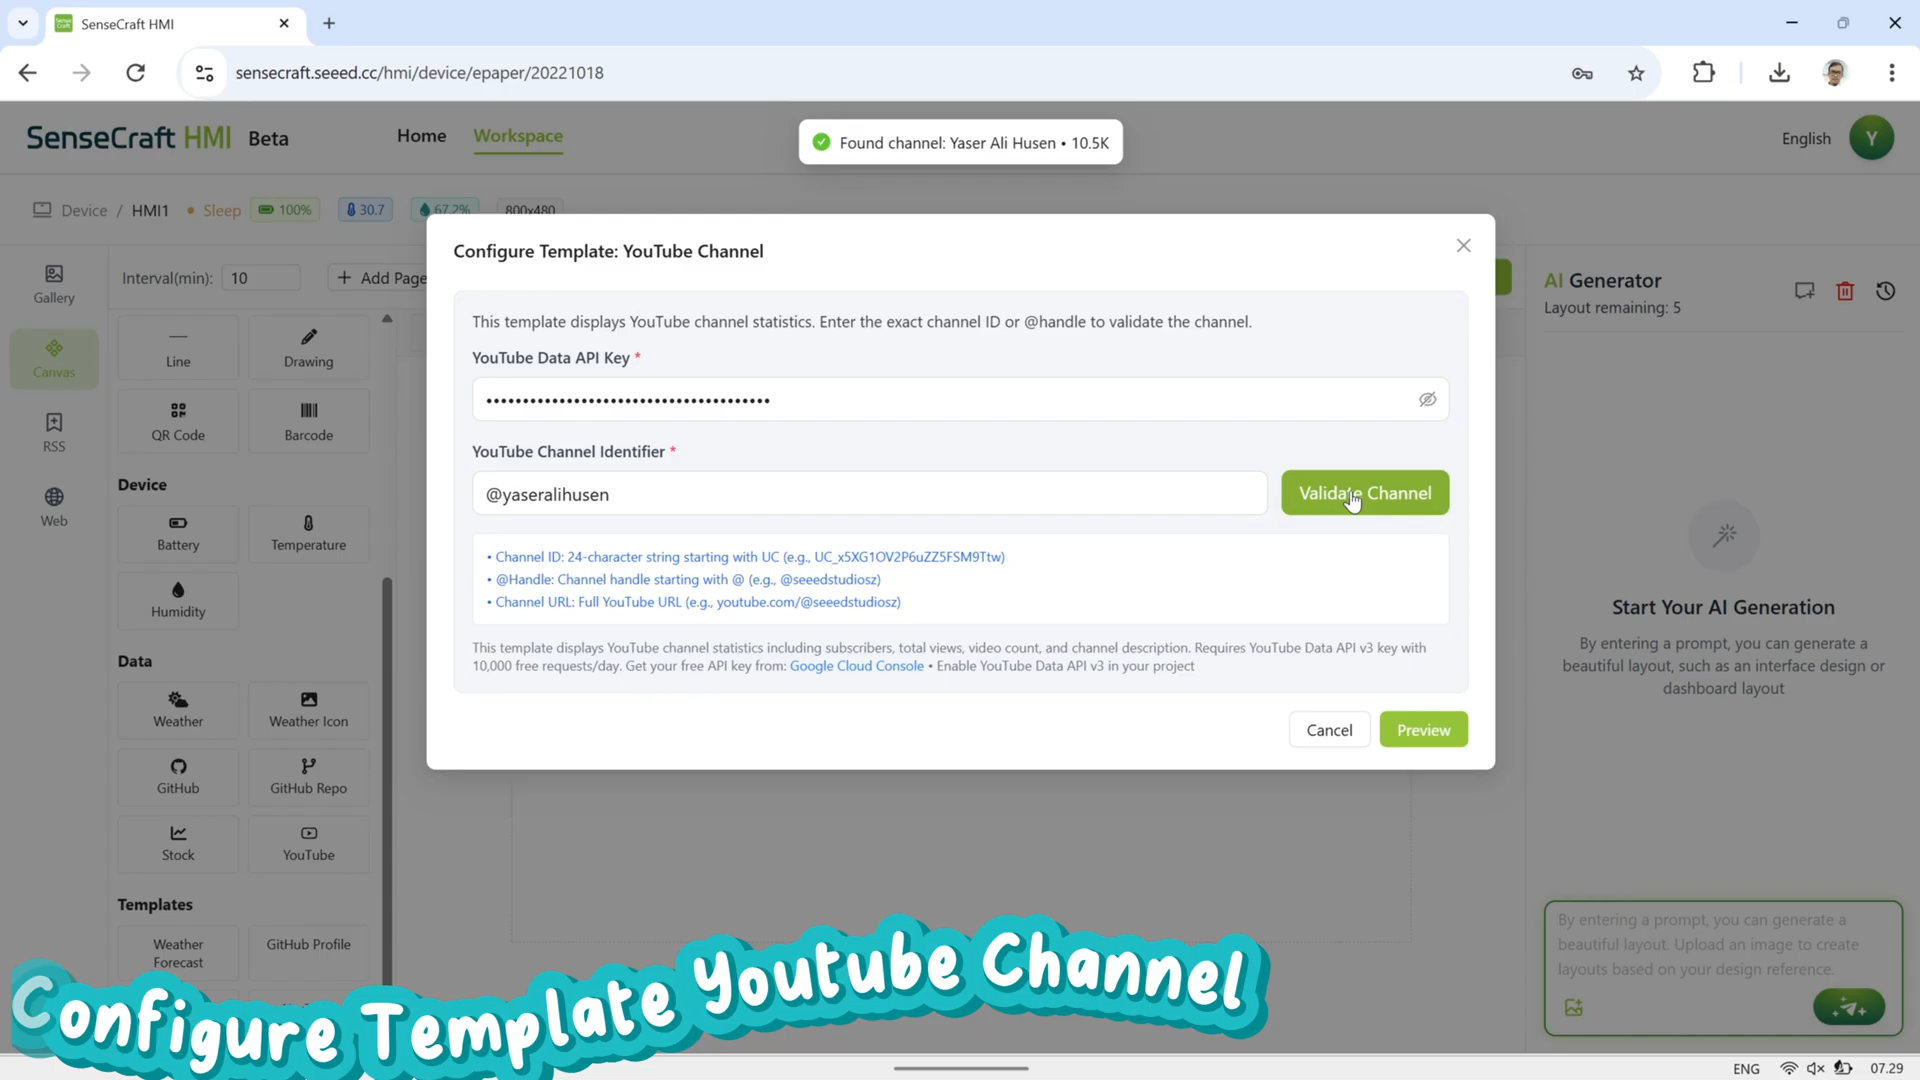 SenseCraft HMI
sensecraft.seeed.cc/hmi/device/epaper/20221018
SenseCraft HMI Beta
Home
Workspace
Found channel: Yaser Ali Husen • 10.5K
English
Y
Device / HMI1
Sleep
100%
30.7
67.2%
800x480
Gallery
Canvas
RSS
Web
Interval(min):
10
+ Add Page
Line
Drawing
QR Code
Barcode
Device
Battery
Temperature
Humidity
Data
Weather
Weather Icon
GitHub
GitHub Repo
Stock
YouTube
Templates
Weather
Forecast
GitHub Profile
Configure Template: YouTube Channel
This template displays YouTube channel statistics. Enter the exact channel ID or @handle to validate the channel.
YouTube Data API Key *
YouTube Channel Identifier *
@yaseralihusen
Validate Channel
• Channel ID: 24-character string starting with UC (e.g., UC_x5XG1OV2P6uZZ5FSM9Ttw)
• @Handle: Channel handle starting with @ (e.g., @seeedstudiosz)
• Channel URL: Full YouTube URL (e.g., youtube.com/@seeedstudiosz)
This template displays YouTube channel statistics including subscribers, total views, video count, and channel description. Requires YouTube Data API v3 key with
10,000 free requests/day. Get your free API key from: Google Cloud Console • Enable YouTube Data API v3 in your project
Cancel
Preview
AI Generator
Layout remaining: 5
Start Your AI Generation
By entering a prompt, you can generate a
beautiful layout, such as an interface design or
dashboard layout
By entering a prompt, you can generate a
beautiful layout. Upload an image to create
layouts based on your design reference.
Configure Template Youtube Channel
ENG
07.29